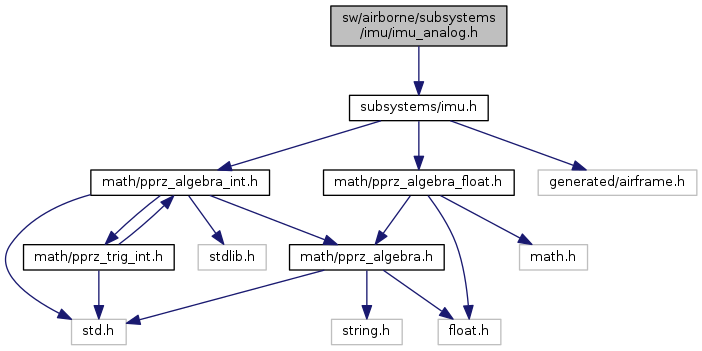 sw/airborne/subsystems
/imu/imu_analog.h
subsystems/imu.h
math/pprz_algebra_int.h
math/pprz_algebra_float.h
generated/airframe.h
math/pprz_trig_int.h
stdlib.h
math/pprz_algebra.h
math.h
std.h
string.h
float.h